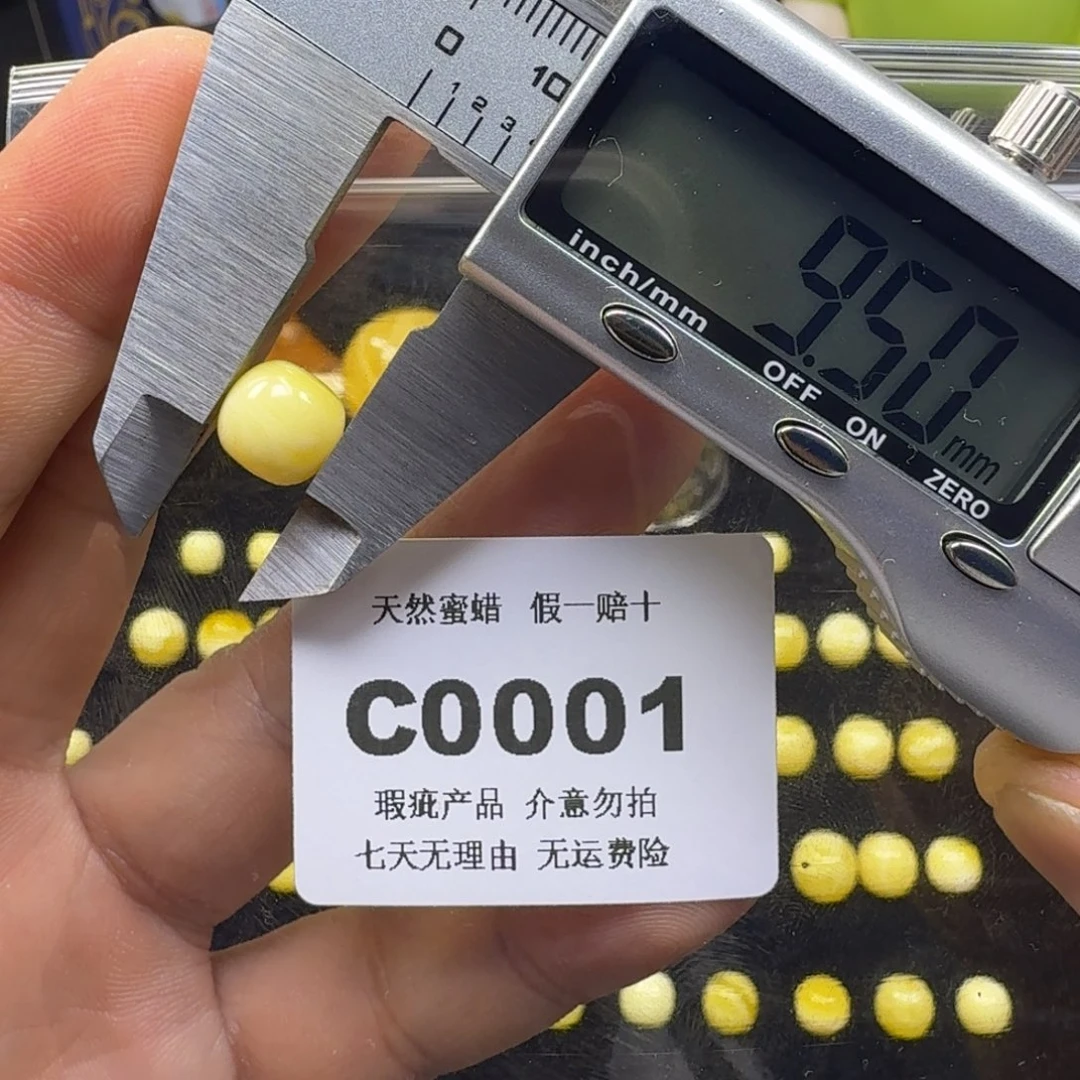 0
10
1 2 3
9.50
mm
inch/mm
OFF
ON
ZERO
天然蜜蜡 假一赔十
C0001
瑕疵产品 介意勿拍
七天无理由 无运费险